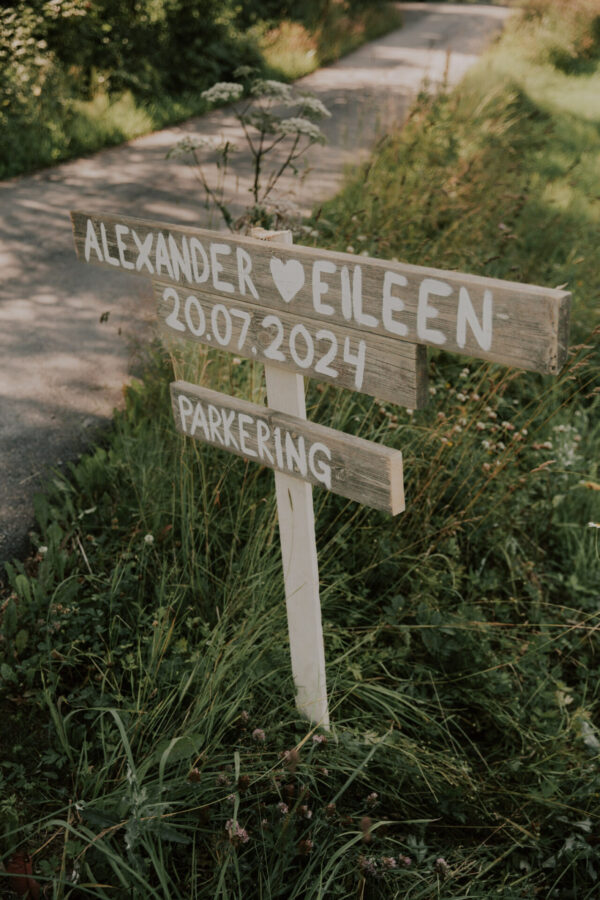 ALEXANDER ♥ EILEEN
20.07.2024
PARKERING